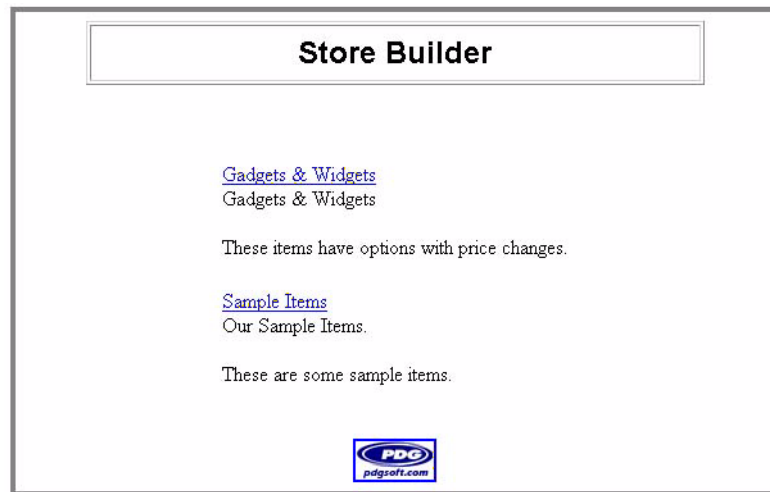 Store Builder
Gadgets & Widgets
Gadgets & Widgets
These items have options with price changes.
Sample Items
Our Sample Items.
These are some sample items.
PDG
pdgsoft.com